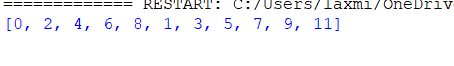 ============= RESTART: C:/Users/laxmi/OneDriv
[0, 2, 4, 6, 8, 1, 3, 5, 7, 9, 11]